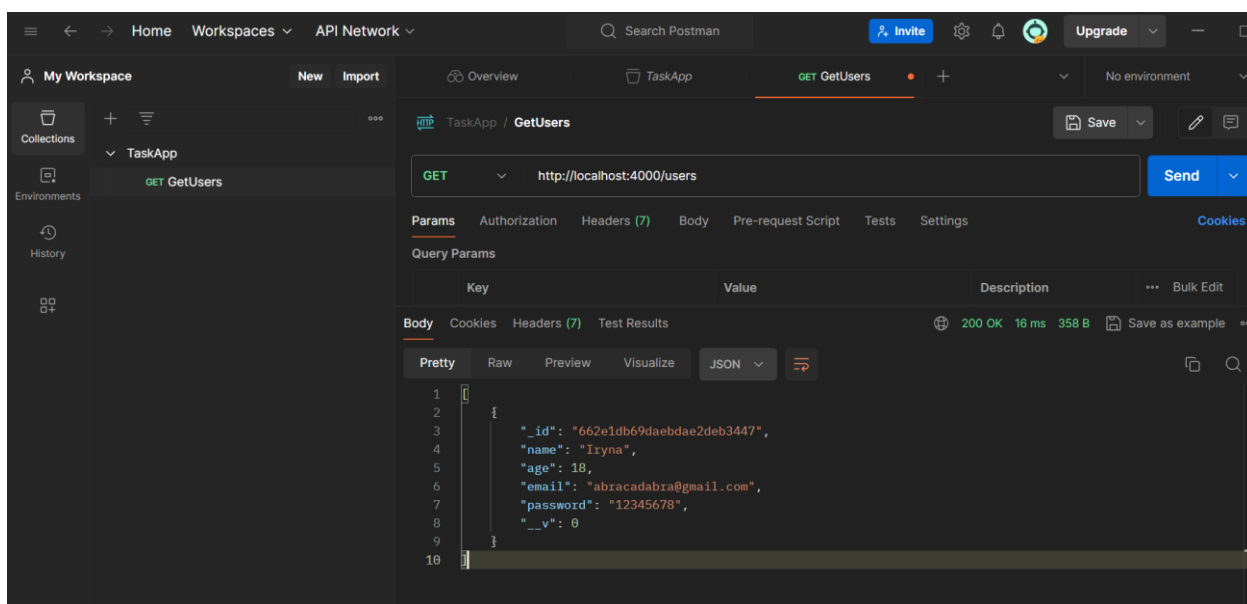 Home Workspaces API Network Search Postman Invite Upgrade
My Workspace New Import Overview TaskApp GET GetUsers + No environment
Collections
Environments
History
TaskApp
GET GetUsers
HTTP TaskApp / GetUsers Save
GET http://localhost:4000/users Send
Params Authorization Headers (7) Body Pre-request Script Tests Settings Cookies
Query Params
Key Value Description Bulk Edit
Body Cookies Headers (7) Test Results 200 OK 16 ms 358 B Save as example
Pretty Raw Preview Visualize JSON
1 [
2 {
3 "_id": "662e1db69daebdae2deb3447",
4 "name": "Iryna",
5 "age": 18,
6 "email": "abracadabra@gmail.com",
7 "password": "12345678",
8 "__v": 0
9 }
10 ]